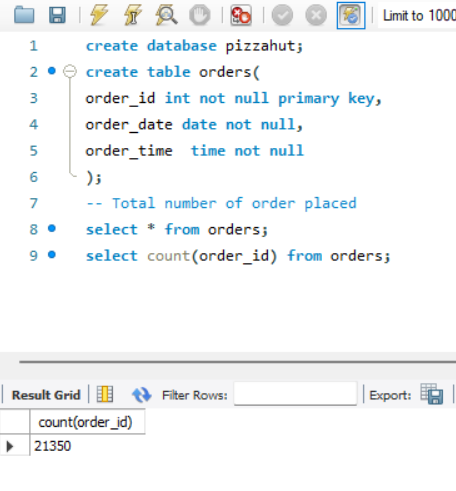 Limit to 1000
1 create database pizzahut;
2 create table orders(
3 order_id int not null primary key,
4 order_date date not null,
5 order_time  time not null
6 );
7 -- Total number of order placed
8 select * from orders;
9 select count(order_id) from orders;
Result Grid Filter Rows: Export:
count(order_id)
21350